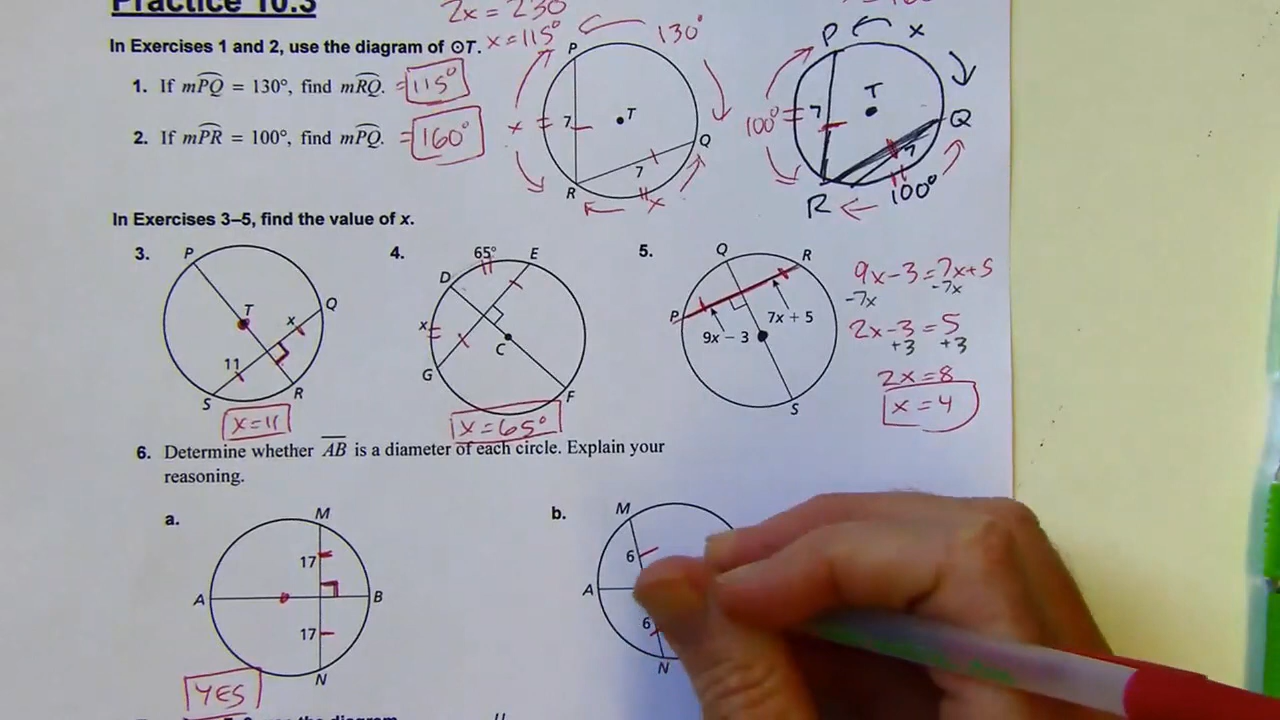 Practice 10.3
2x = 230
In Exercises 1 and 2, use the diagram of ⊙T. x = 115°
1. If mPQ = 130°, find mRQ. = 115°
2. If mPR = 100°, find mPQ. = 160°
P 130°
x 7 T Q
7
R x
P x
T
100° 7 Q
7
R 100°
In Exercises 3–5, find the value of x.
3. P
T Q
x
11
S R
x = 11
4. 65° E
D
x
C
G
F
x = 65°
5. Q R
P 7x + 5
9x − 3
S
9x − 3 = 7x + 5
−7x −7x
2x − 3 = 5
+3 +3
2x = 8
x = 4
6. Determine whether AB is a diameter of each circle. Explain your
reasoning.
a. M
17
A B
17
N
YES
b. M
6
A
6
N